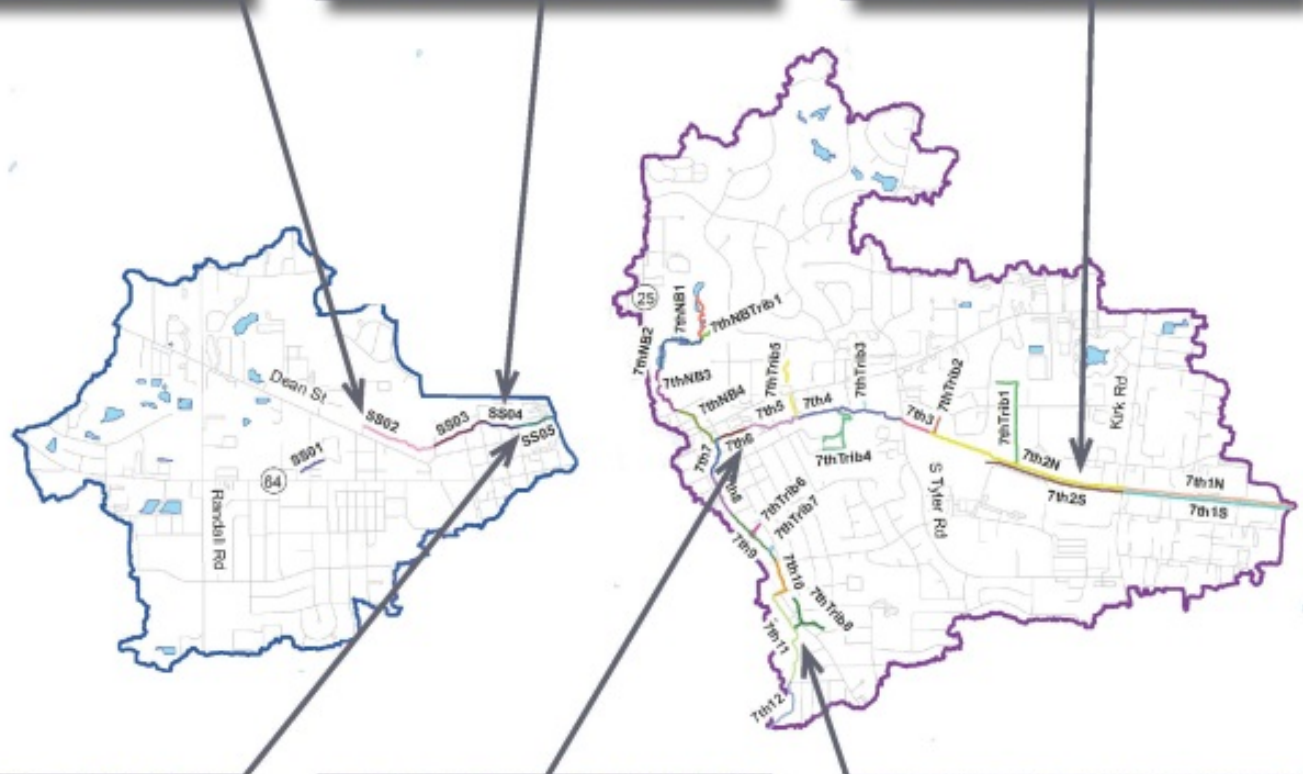 Dean St
SS02
SS03
SS04
SS05
SS01
64
Randall Rd
25
7thNB1
7thNBTrib1
7thNB2
7thNB3
7thNB4
7thTrib5
7thTrib3
7th5
7th4
7th3
7thTrib2
7thTrib1
Kirk Rd
7th6
7th7
7thTrib4
7th2N
7th2S
7th1N
7th1S
S Tyler Rd
7th8
7thTrib6
7thTrib7
7th9
7th10
7thTrib8
7th11
7th12